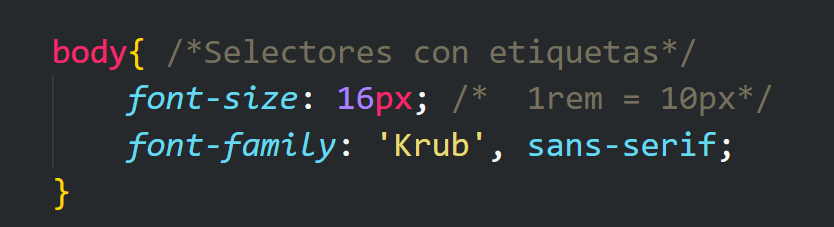 body{ /*Selectores con etiquetas*/
font-size: 16px; /*  1rem = 10px*/
font-family: 'Krub', sans-serif;
}